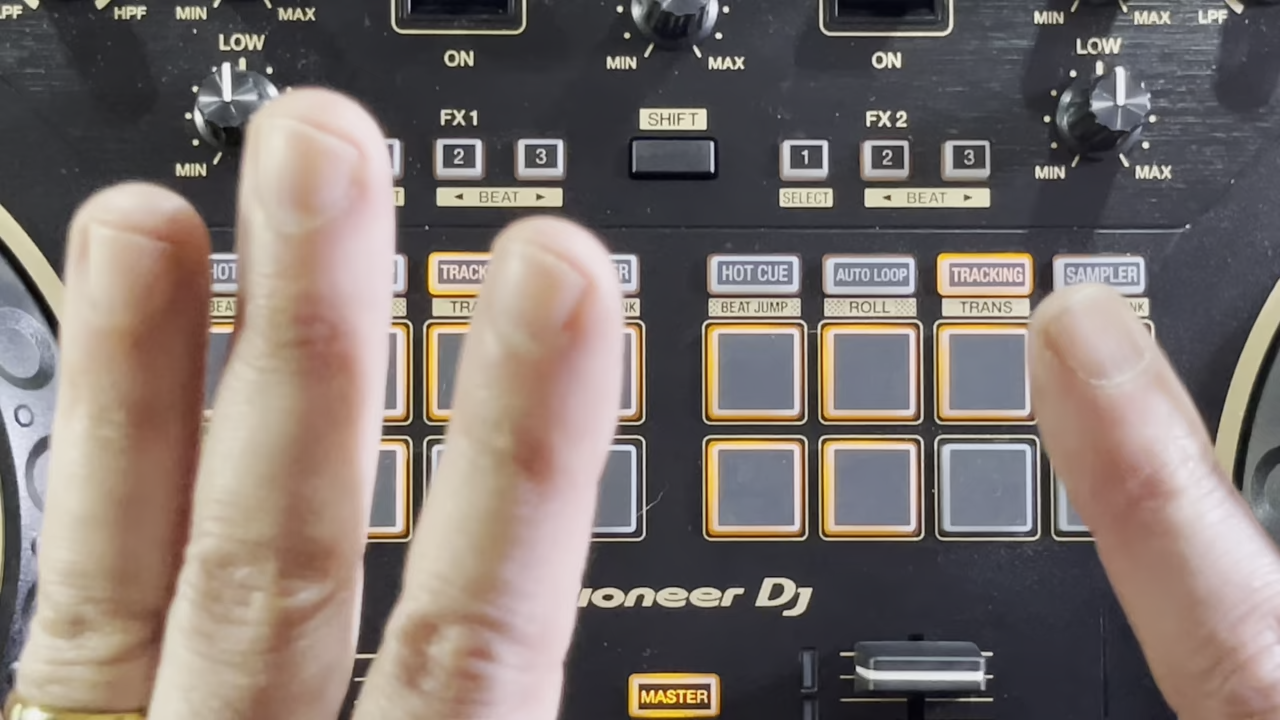 HPF MIN MAX MIN MAX LPF
LOW ON MIN MAX ON LOW
MIN FX 1 SHIFT FX 2 MIN MAX
2 3 1 2 3
◄ BEAT ► SELECT ◄ BEAT ►
HOT CUE AUTO LOOP TRACKING SAMPLER
BEAT JUMP ROLL TRANS
Pioneer Dj
MASTER